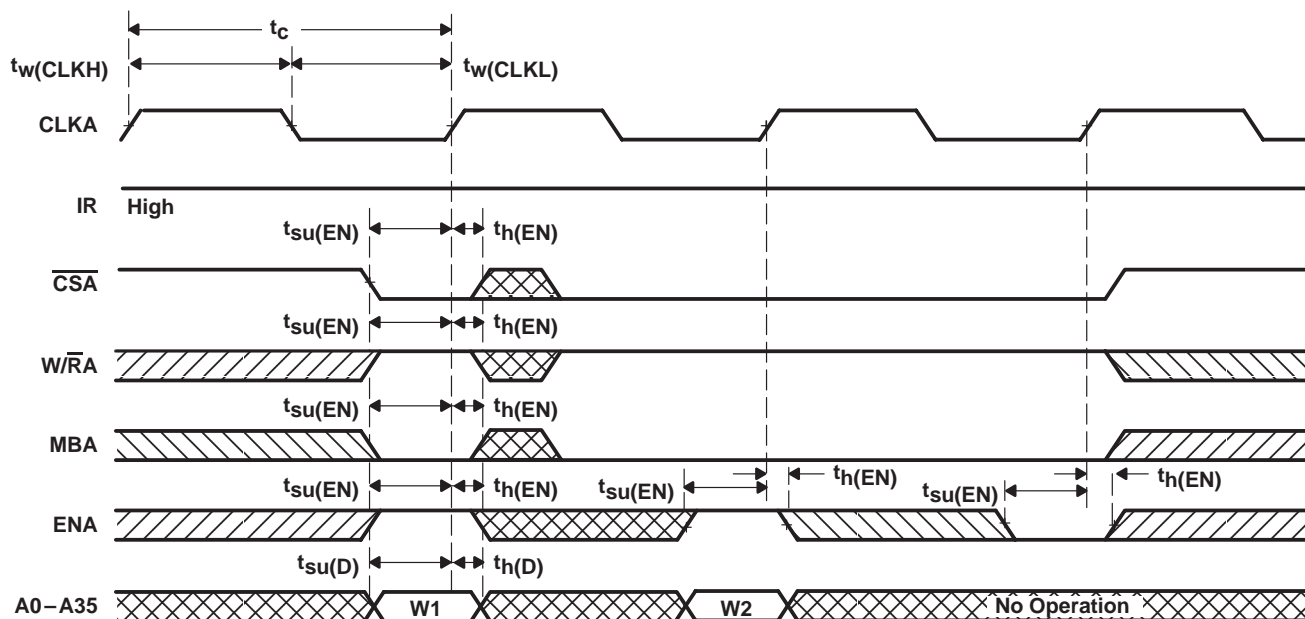 tc
tw(CLKH) tw(CLKL)
CLKA
IR High
tsu(EN) th(EN)
CSA
tsu(EN) th(EN)
W/RA
tsu(EN) th(EN)
MBA
tsu(EN) th(EN) tsu(EN) th(EN) tsu(EN) th(EN)
ENA
tsu(D) th(D)
A0–A35 W1 W2 No Operation